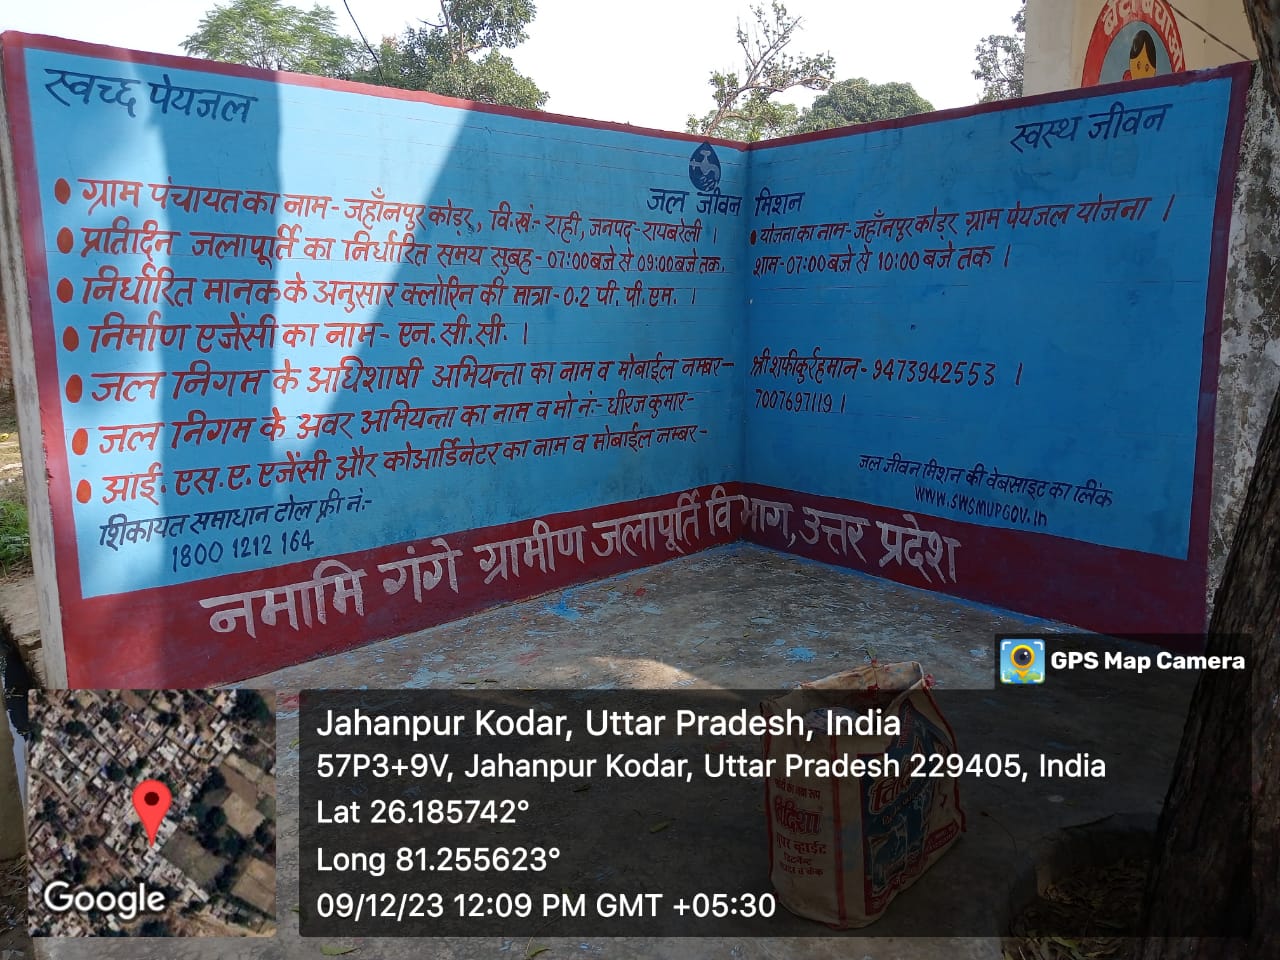 बेटी बचाओ
स्वच्छ पेयजल
स्वस्थ जीवन
जल जीवन मिशन
• ग्राम पंचायत का नाम- जहाँनपुर कोडर, वि.खं:- राही, जनपद- रायबरेली ।
• योजना का नाम- जहाँनपुर कोडर ग्राम पेयजल योजना ।
• प्रतिदिन जलापूर्ति का निर्धारित समय सुबह- 07:00 बजे से 09:00 बजे तक, शाम- 07:00 बजे से 10:00 बजे तक ।
• निर्धारित मानक के अनुसार क्लोरिन की मात्रा- 0.2 पी. पी. एम. ।
• निर्माण एजेंसी का नाम- एन. सी. सी. ।
• जल निगम के अधिशाषी अभियन्ता का नाम व मोबाईल नम्बर- श्री शफीकुर्रहमान- 9473942553 ।
• जल निगम के अवर अभियन्ता का नाम व मो नं:- धीरज कुमार- 7007697119 ।
• आई. एस. ए. एजेंसी और कोआर्डिनेटर का नाम व मोबाईल नम्बर-
जल जीवन मिशन की वेबसाइट का लिंक
www.swsmupgov.in
शिकायत समाधान टोल फ्री नं:-
1800 1212 164
नमामि गंगे ग्रामीण जलापूर्ति विभाग, उत्तर प्रदेश
विदिशा
सुपर व्हाईट
GPS Map Camera
Jahanpur Kodar, Uttar Pradesh, India
57P3+9V, Jahanpur Kodar, Uttar Pradesh 229405, India
Lat 26.185742°
Long 81.255623°
09/12/23 12:09 PM GMT +05:30
Google